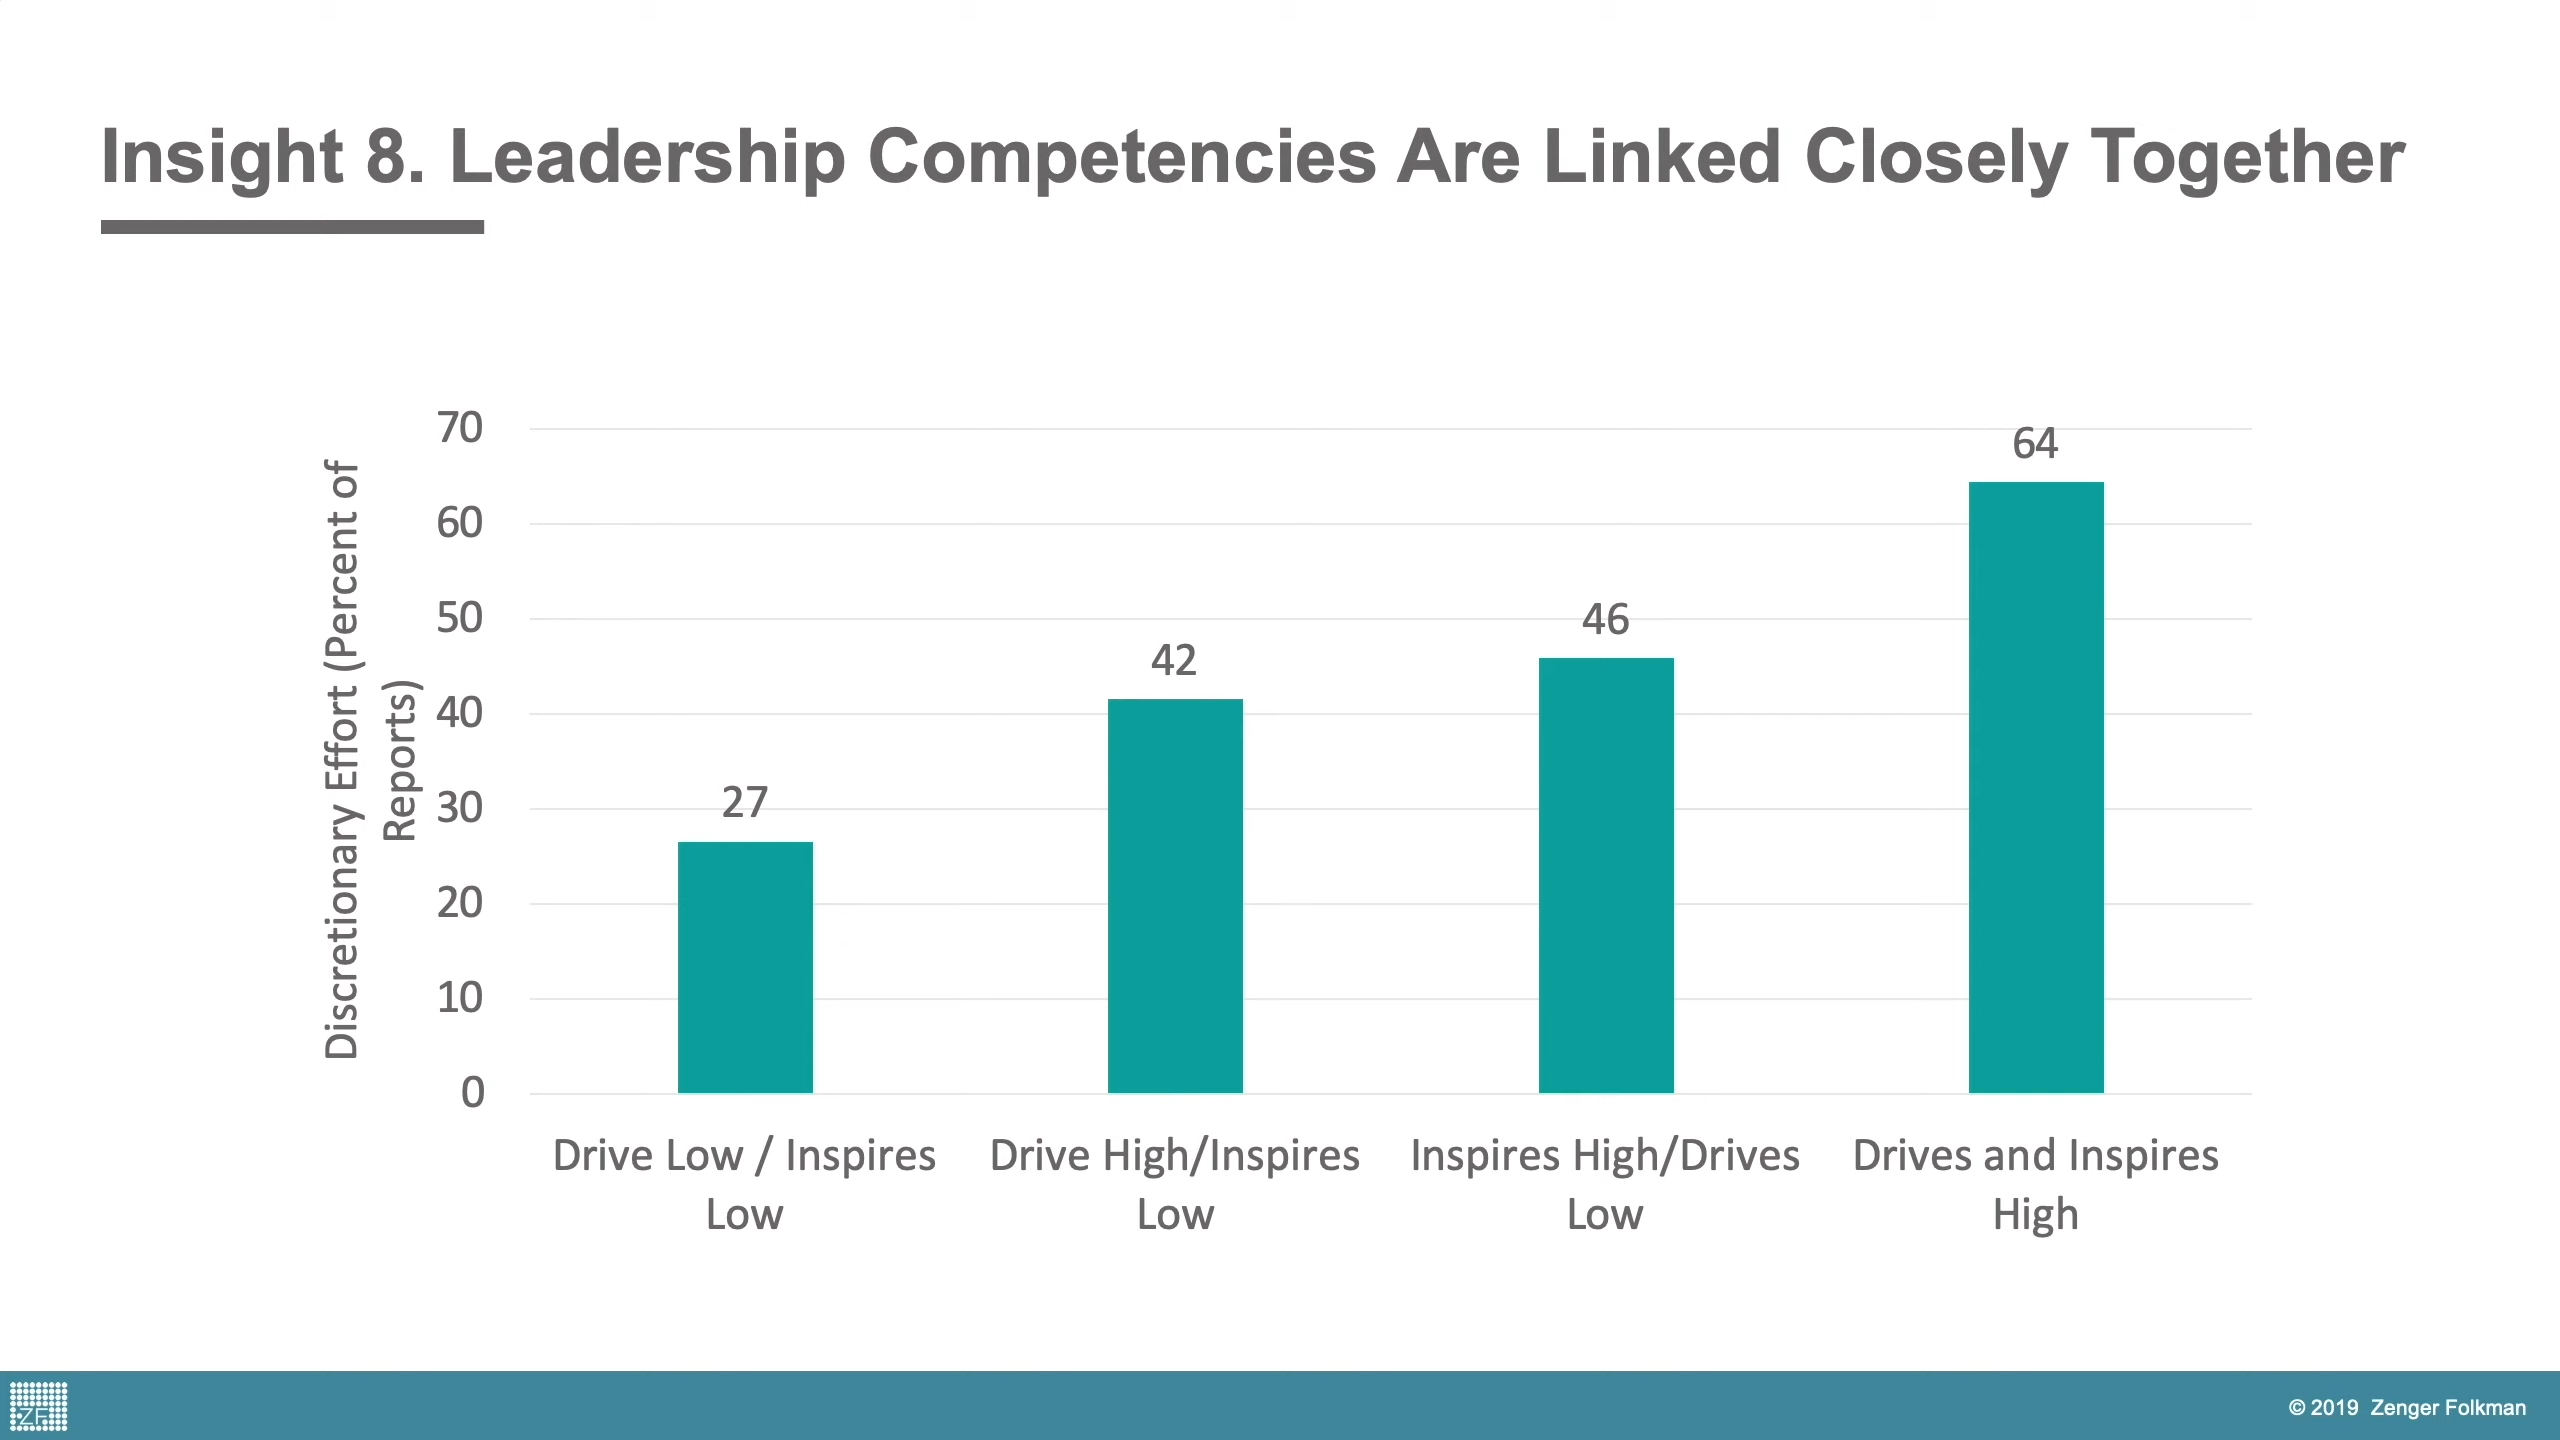 Insight 8. Leadership Competencies Are Linked Closely Together
Discretionary Effort (Percent of
Reports)
70
60
50
40
30
20
10
0
27
42
46
64
Drive Low / Inspires
Low
Drive High/Inspires
Low
Inspires High/Drives
Low
Drives and Inspires
High
ZF
© 2019 Zenger Folkman